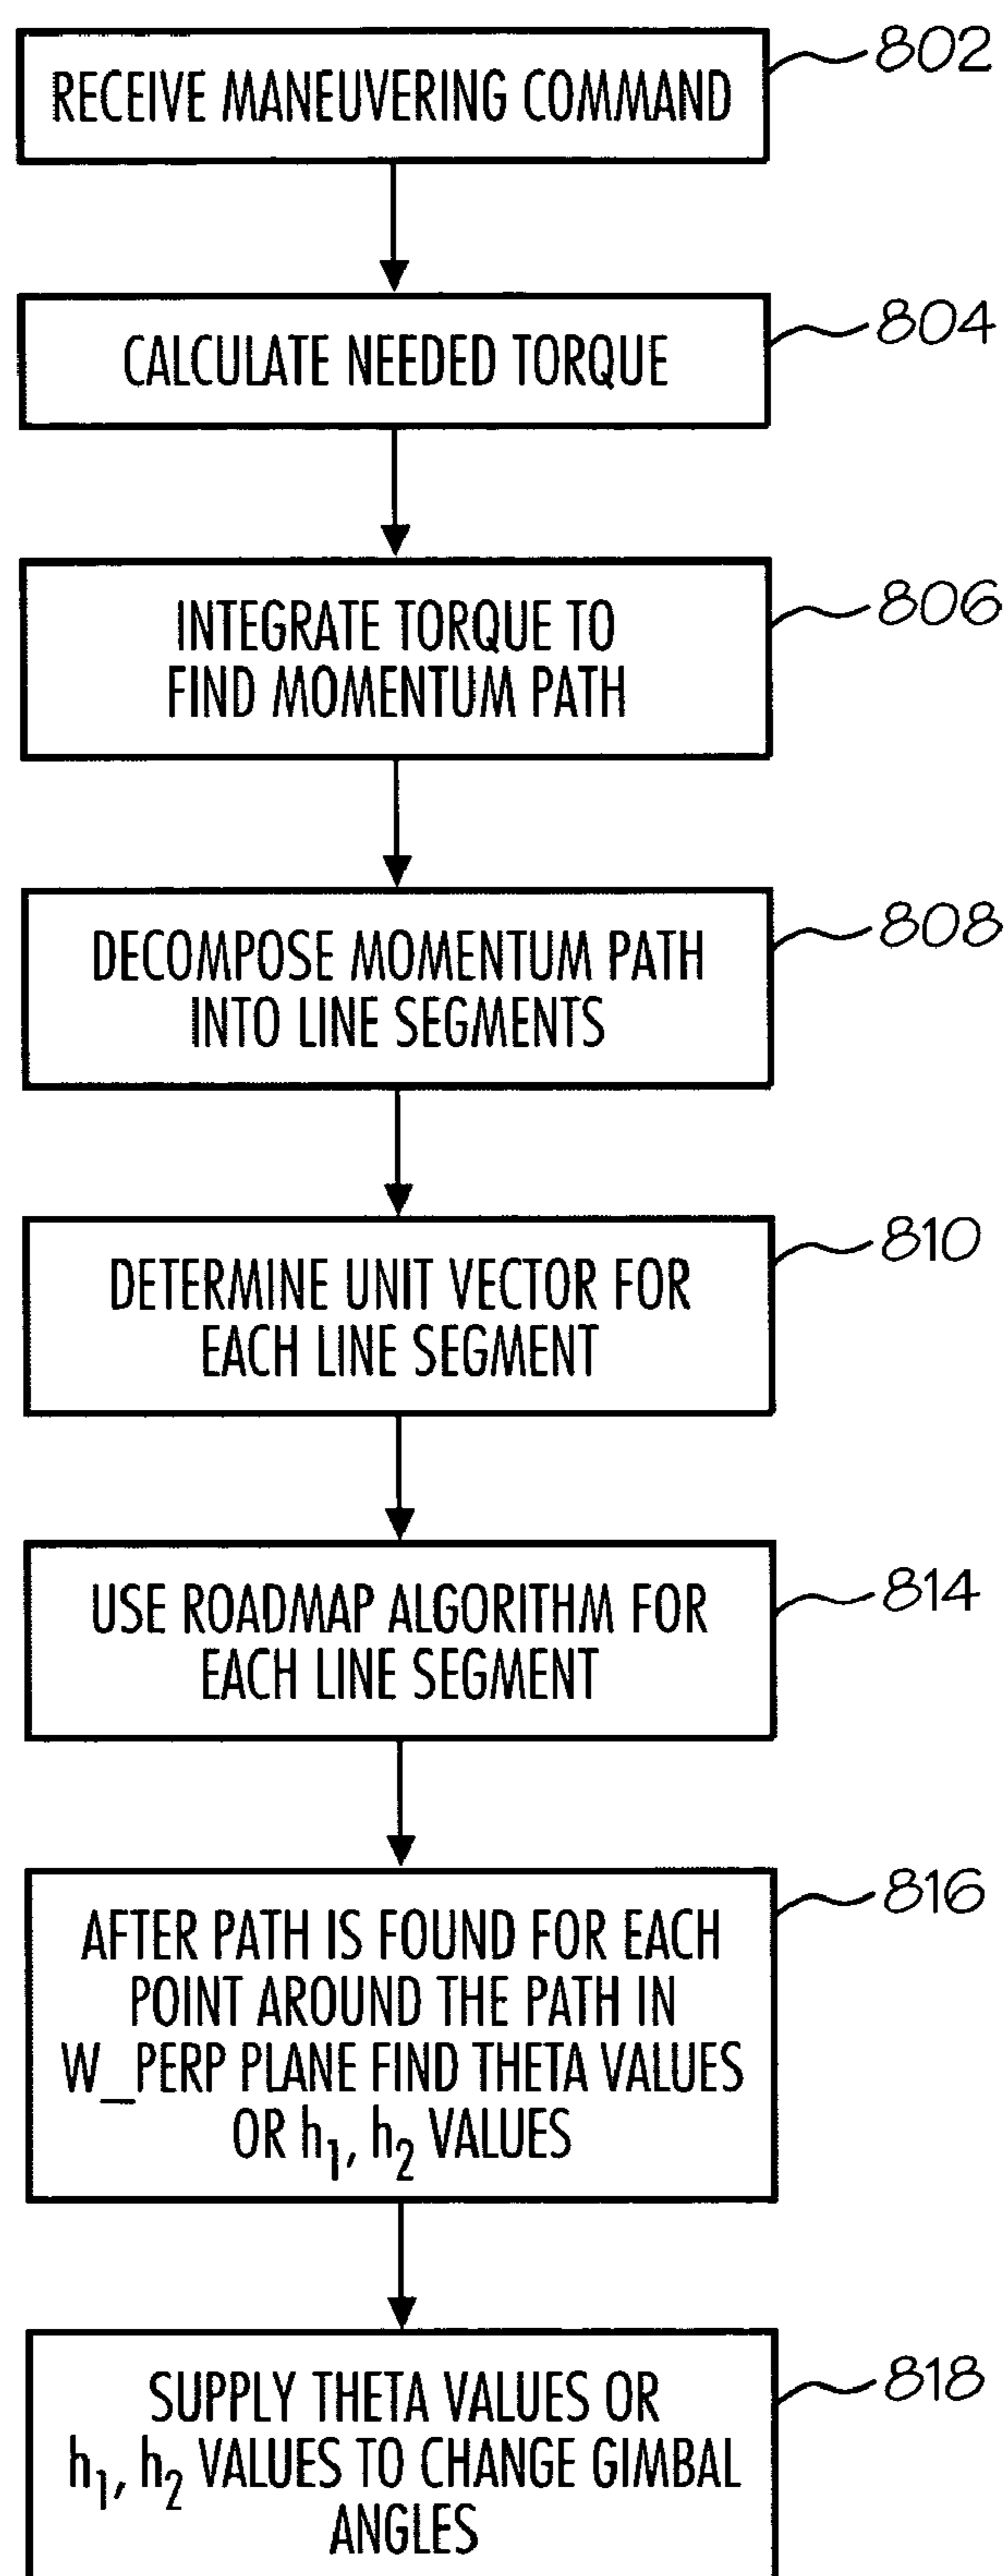 RECEIVE MANEUVERING COMMAND
802
CALCULATE NEEDED TORQUE
804
INTEGRATE TORQUE TO
FIND MOMENTUM PATH
806
DECOMPOSE MOMENTUM PATH
INTO LINE SEGMENTS
808
DETERMINE UNIT VECTOR FOR
EACH LINE SEGMENT
810
USE ROADMAP ALGORITHM FOR
EACH LINE SEGMENT
814
AFTER PATH IS FOUND FOR EACH
POINT AROUND THE PATH IN
W_PERP PLANE FIND THETA VALUES
OR h1, h2 VALUES
816
SUPPLY THETA VALUES OR
h1, h2 VALUES TO CHANGE GIMBAL
ANGLES
818